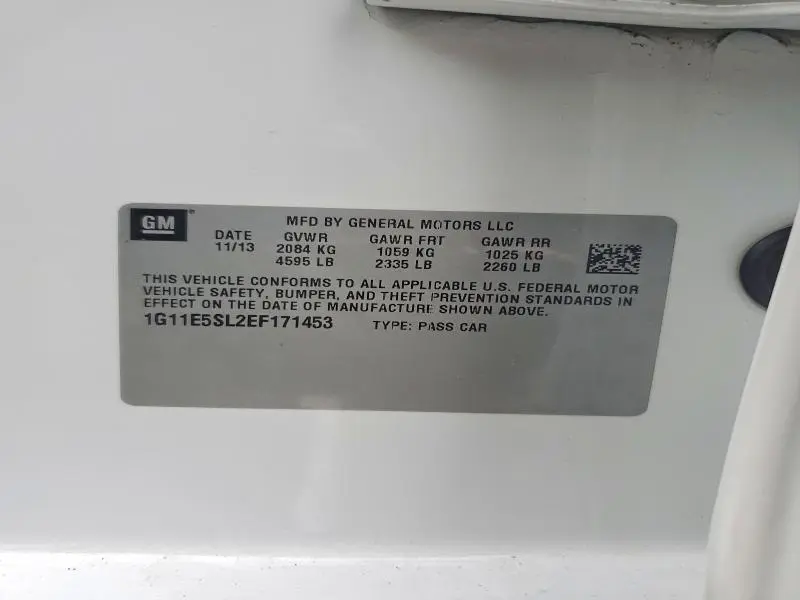 GM
MFD BY GENERAL MOTORS LLC
DATE GVWR GAWR FRT GAWR RR
11/13 2084 KG 1059 KG 1025 KG
4595 LB 2335 LB 2260 LB
THIS VEHICLE CONFORMS TO ALL APPLICABLE U.S. FEDERAL MOTOR
VEHICLE SAFETY, BUMPER, AND THEFT PREVENTION STANDARDS IN
EFFECT ON THE DATE OF MANUFACTURE SHOWN ABOVE.
1G11E5SL2EF171453 TYPE: PASS CAR